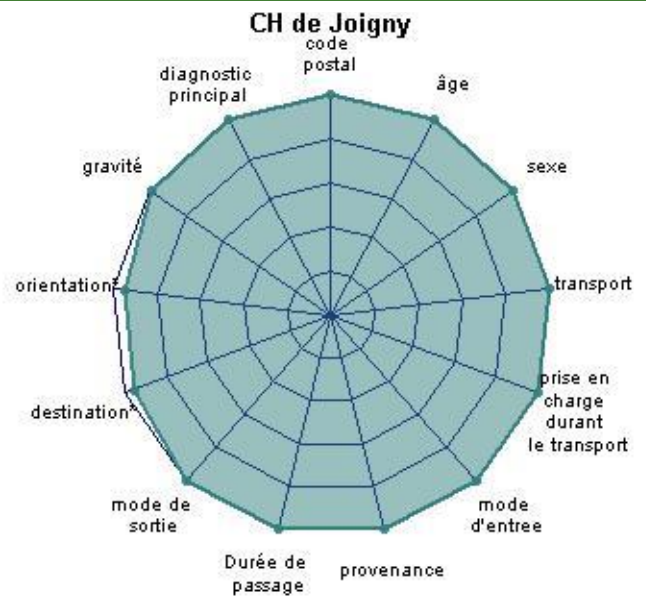 CH de Joigny
code
postal
âge
sexe
transport
prise en
charge
durant
le transport
mode
d'entree
provenance
Durée de
passage
mode de
sortie
destination*
orientation*
gravité
diagnostic
principal